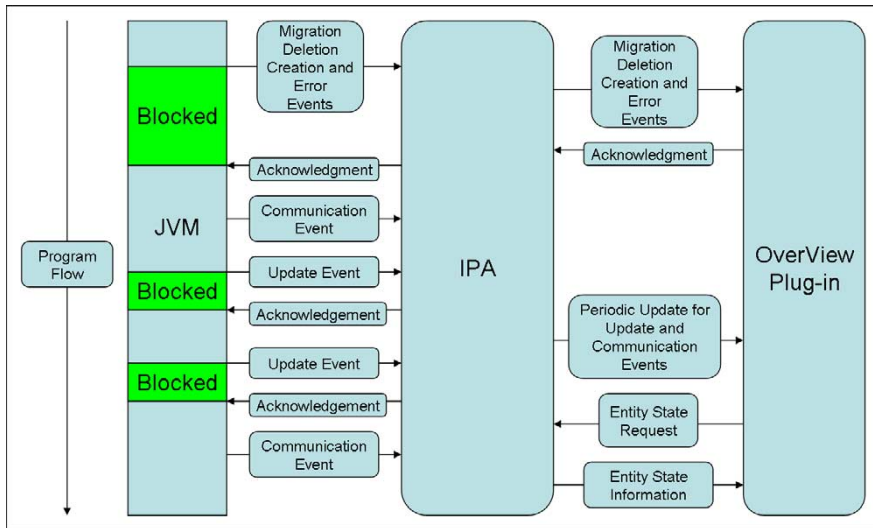 Migration
Deletion
Creation and
Error
Events
Migration
Deletion
Creation and
Error
Events
Blocked
Acknowledgment
Acknowledgment
JVM
Communication
Event
Program
Flow
IPA
OverView
Plug-in
Update Event
Blocked
Acknowledgement
Periodic Update for
Update and
Communication
Events
Update Event
Blocked
Acknowledgement
Entity State
Request
Communication
Event
Entity State
Information